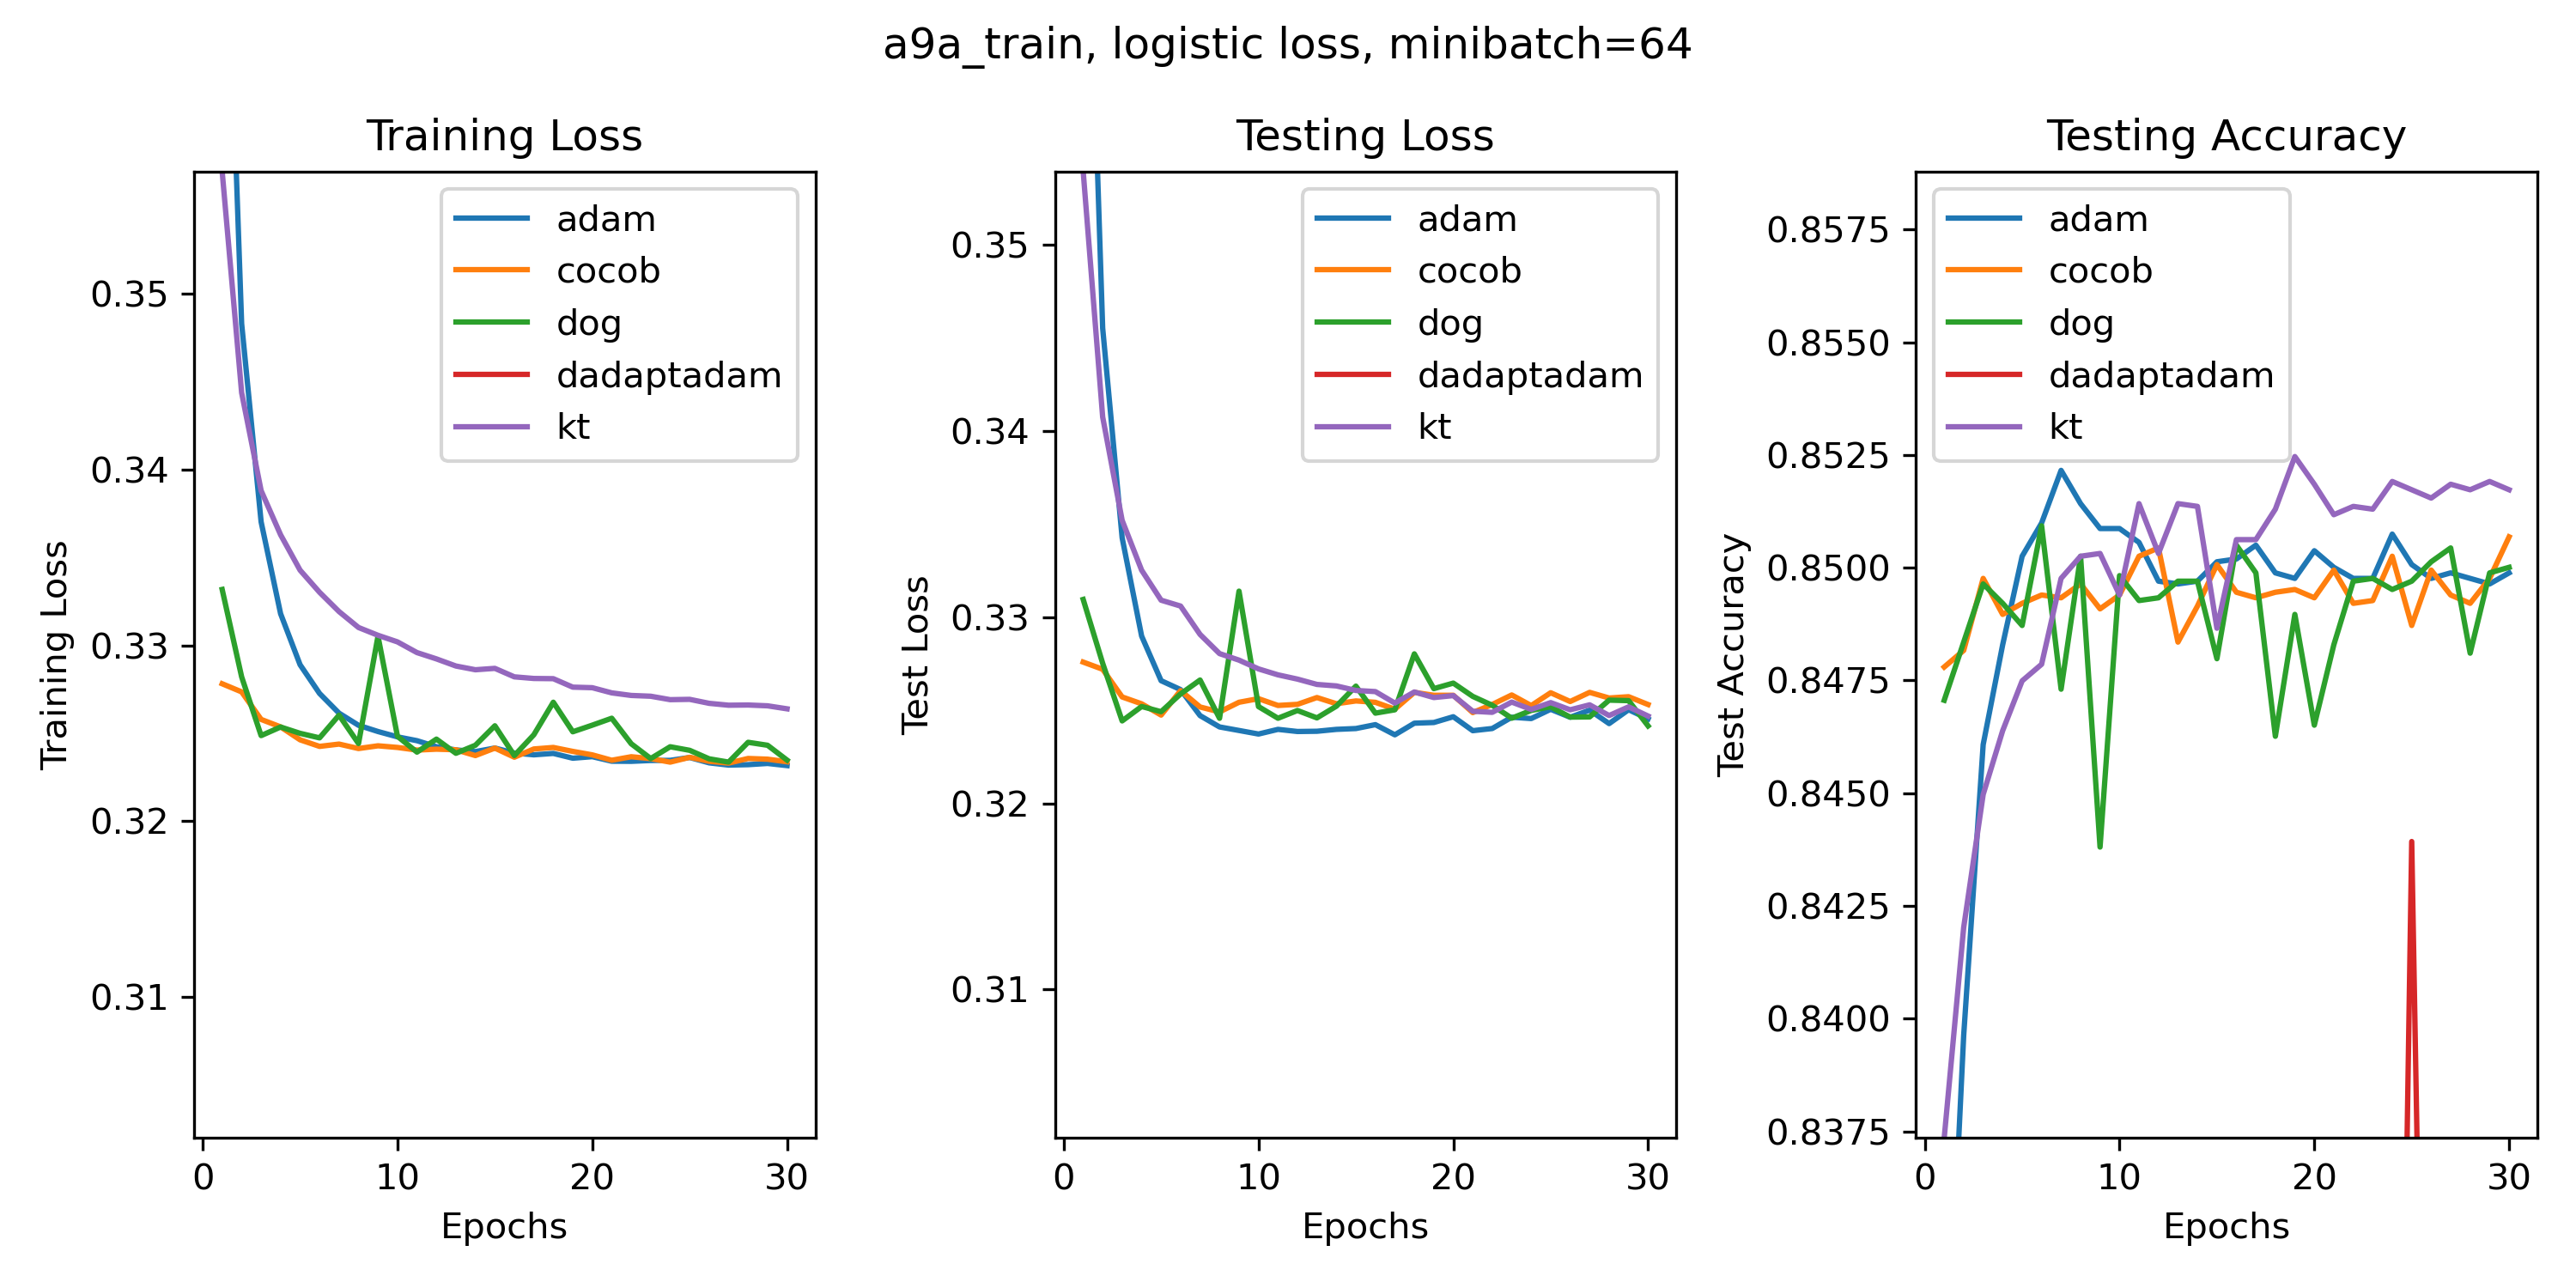 a9a_train, logistic loss, minibatch=64
Training Loss
Training Loss
0.35
0.34
0.33
0.32
0.31
adam
cocob
dog
dadaptadam
kt
0
10
20
30
Epochs
Testing Loss
Test Loss
0.35
0.34
0.33
0.32
0.31
adam
cocob
dog
dadaptadam
kt
0
10
20
30
Epochs
Testing Accuracy
Test Accuracy
0.8575
0.8550
0.8525
0.8500
0.8475
0.8450
0.8425
0.8400
0.8375
adam
cocob
dog
dadaptadam
kt
0
10
20
30
Epochs